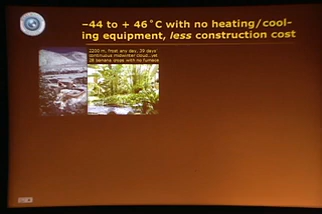 –44 to + 46˚C with no heating/cool-
ing equipment, less construction cost
2200 m, frost any day, 39 days'
continuous midwinter cloud...yet
28 banana crops with no furnace